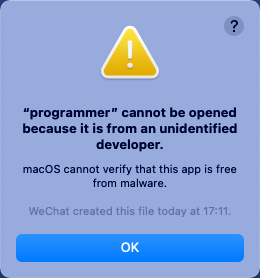 ?
“programmer” cannot be opened
because it is from an unidentified
developer.
macOS cannot verify that this app is free
from malware.
WeChat created this file today at 17:11.
OK